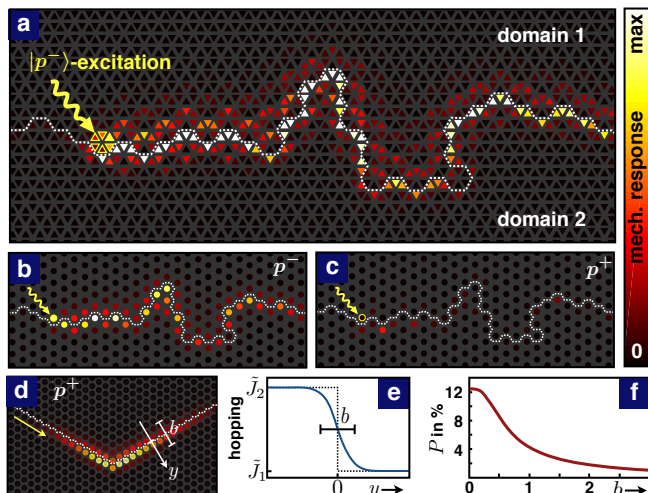 a
domain 1
|p⁻⟩-excitation
domain 2
max
mech. response
0
b
p⁻
c
p⁺
d
p⁺
b
y
e
hopping
J̃₂
J̃₁
b
0
y
f
P in %
12
8
4
0
1
2
b